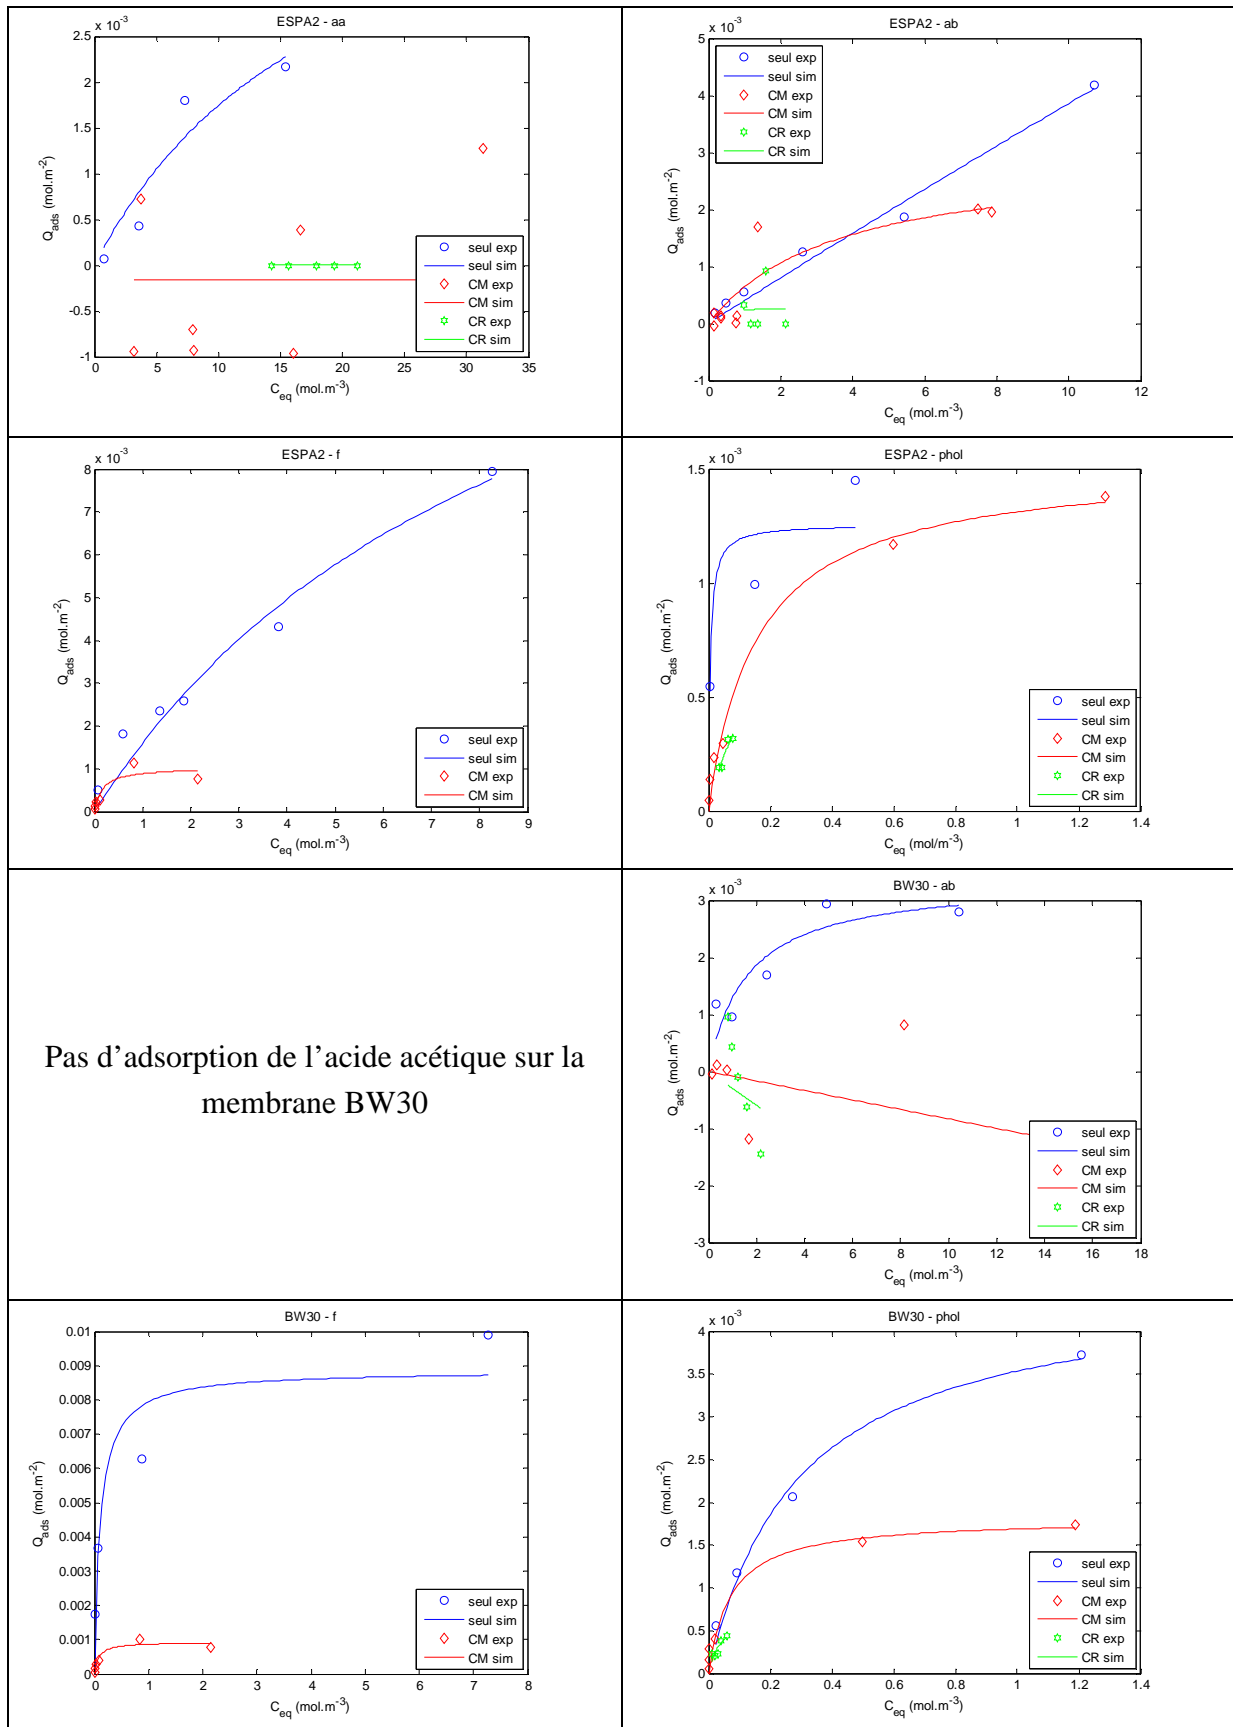 ESPA2 - aa
x 10-3
2.5
2
1.5
1
0.5
0
-0.5
-1
0 5 10 15 20 25 30 35
Qads (mol.m-2)
Ceq (mol.m-3)
seul exp
seul sim
CM exp
CM sim
CR exp
CR sim
ESPA2 - ab
x 10-3
5
4
3
2
1
0
-1
0 2 4 6 8 10 12
Qads (mol.m-2)
Ceq (mol.m-3)
seul exp
seul sim
CM exp
CM sim
CR exp
CR sim
ESPA2 - f
x 10-3
8
7
6
5
4
3
2
1
0
0 1 2 3 4 5 6 7 8 9
Qads (mol.m-2)
Ceq (mol.m-3)
seul exp
seul sim
CM exp
CM sim
ESPA2 - phol
x 10-3
1.5
1
0.5
0
0 0.2 0.4 0.6 0.8 1 1.2 1.4
Qads (mol.m-2)
Ceq (mol/m-3)
seul exp
seul sim
CM exp
CM sim
CR exp
CR sim
Pas d’adsorption de l’acide acétique sur la
membrane BW30
BW30 - ab
x 10-3
3
2
1
0
-1
-2
-3
0 2 4 6 8 10 12 14 16 18
Qads (mol.m-2)
Ceq (mol.m-3)
seul exp
seul sim
CM exp
CM sim
CR exp
CR sim
BW30 - f
0.01
0.009
0.008
0.007
0.006
0.005
0.004
0.003
0.002
0.001
0
0 1 2 3 4 5 6 7 8
Qads (mol.m-2)
Ceq (mol.m-3)
seul exp
seul sim
CM exp
CM sim
BW30 - phol
x 10-3
4
3.5
3
2.5
2
1.5
1
0.5
0
0 0.2 0.4 0.6 0.8 1 1.2 1.4
Qads (mol.m-2)
Ceq (mol.m-3)
seul exp
seul sim
CM exp
CM sim
CR exp
CR sim